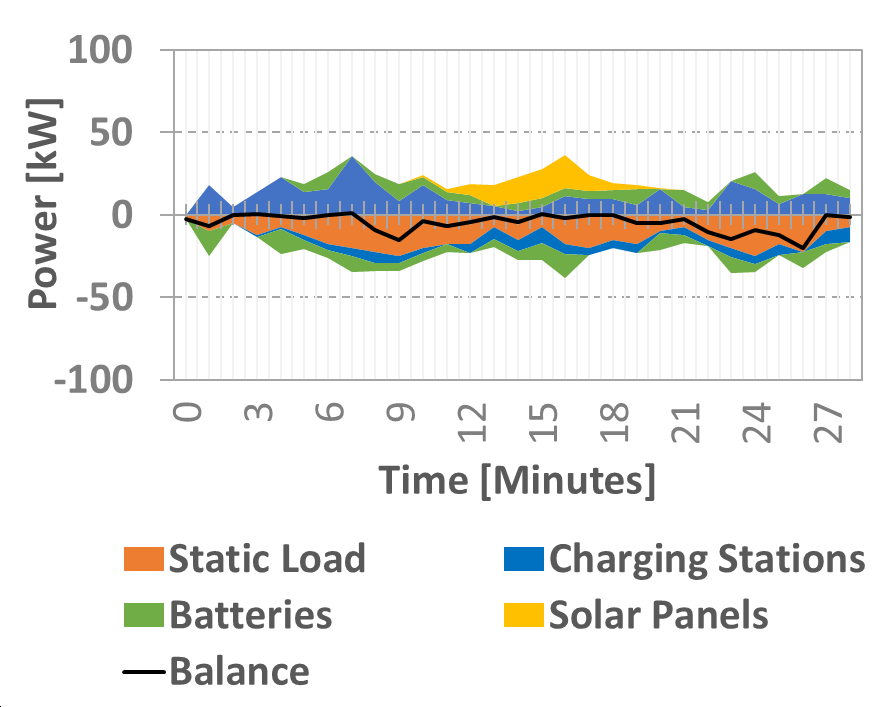 100
50
0
-50
-100
Power [kW]
0 3 6 9 12 15 18 21 24 27
Time [Minutes]
Static Load Charging Stations
Batteries Solar Panels
Balance